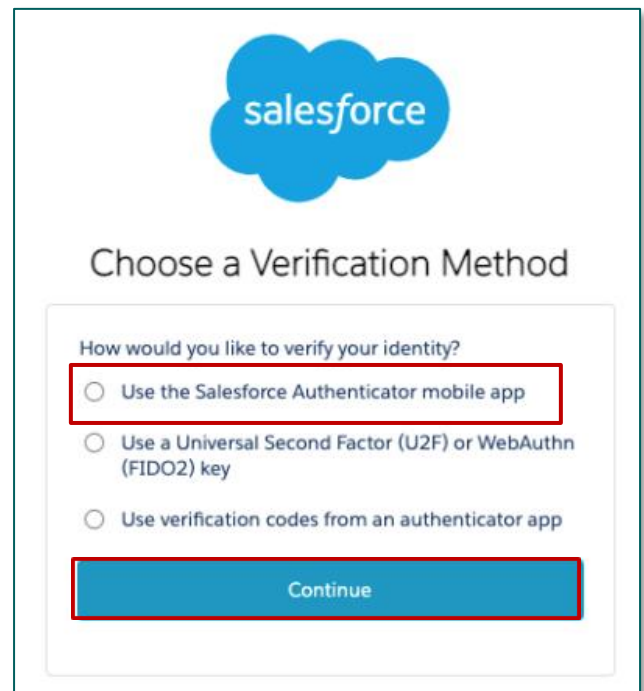 salesforce
Choose a Verification Method
How would you like to verify your identity?
Use the Salesforce Authenticator mobile app
Use a Universal Second Factor (U2F) or WebAuthn
(FIDO2) key
Use verification codes from an authenticator app
Continue